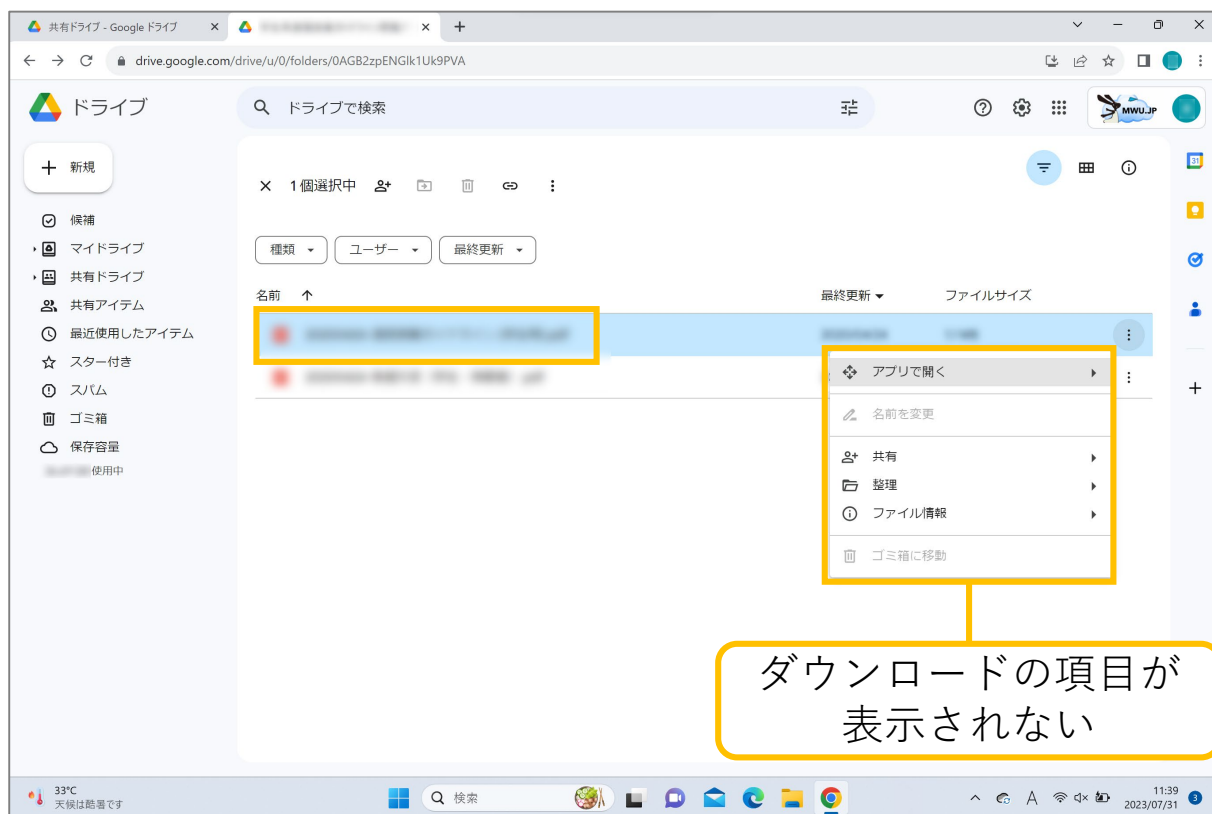 共有ドライブ - Google ドライブ
drive.google.com/drive/u/0/folders/0AGB2zpENGlk1Uk9PVA
ドライブ
ドライブで検索
MWU.JP
新規
31
1 個選択中
候補
マイドライブ
種類
ユーザー
最終更新
共有ドライブ
名前
最終更新
ファイルサイズ
共有アイテム
最近使用したアイテム
スター付き
アプリで開く
スパム
ゴミ箱
名前を変更
保存容量
使用中
共有
整理
ファイル情報
ゴミ箱に移動
ダウンロードの項目が
表示されない
33°C
天候は酷暑です
検索
A
11:39
2023/07/31
3